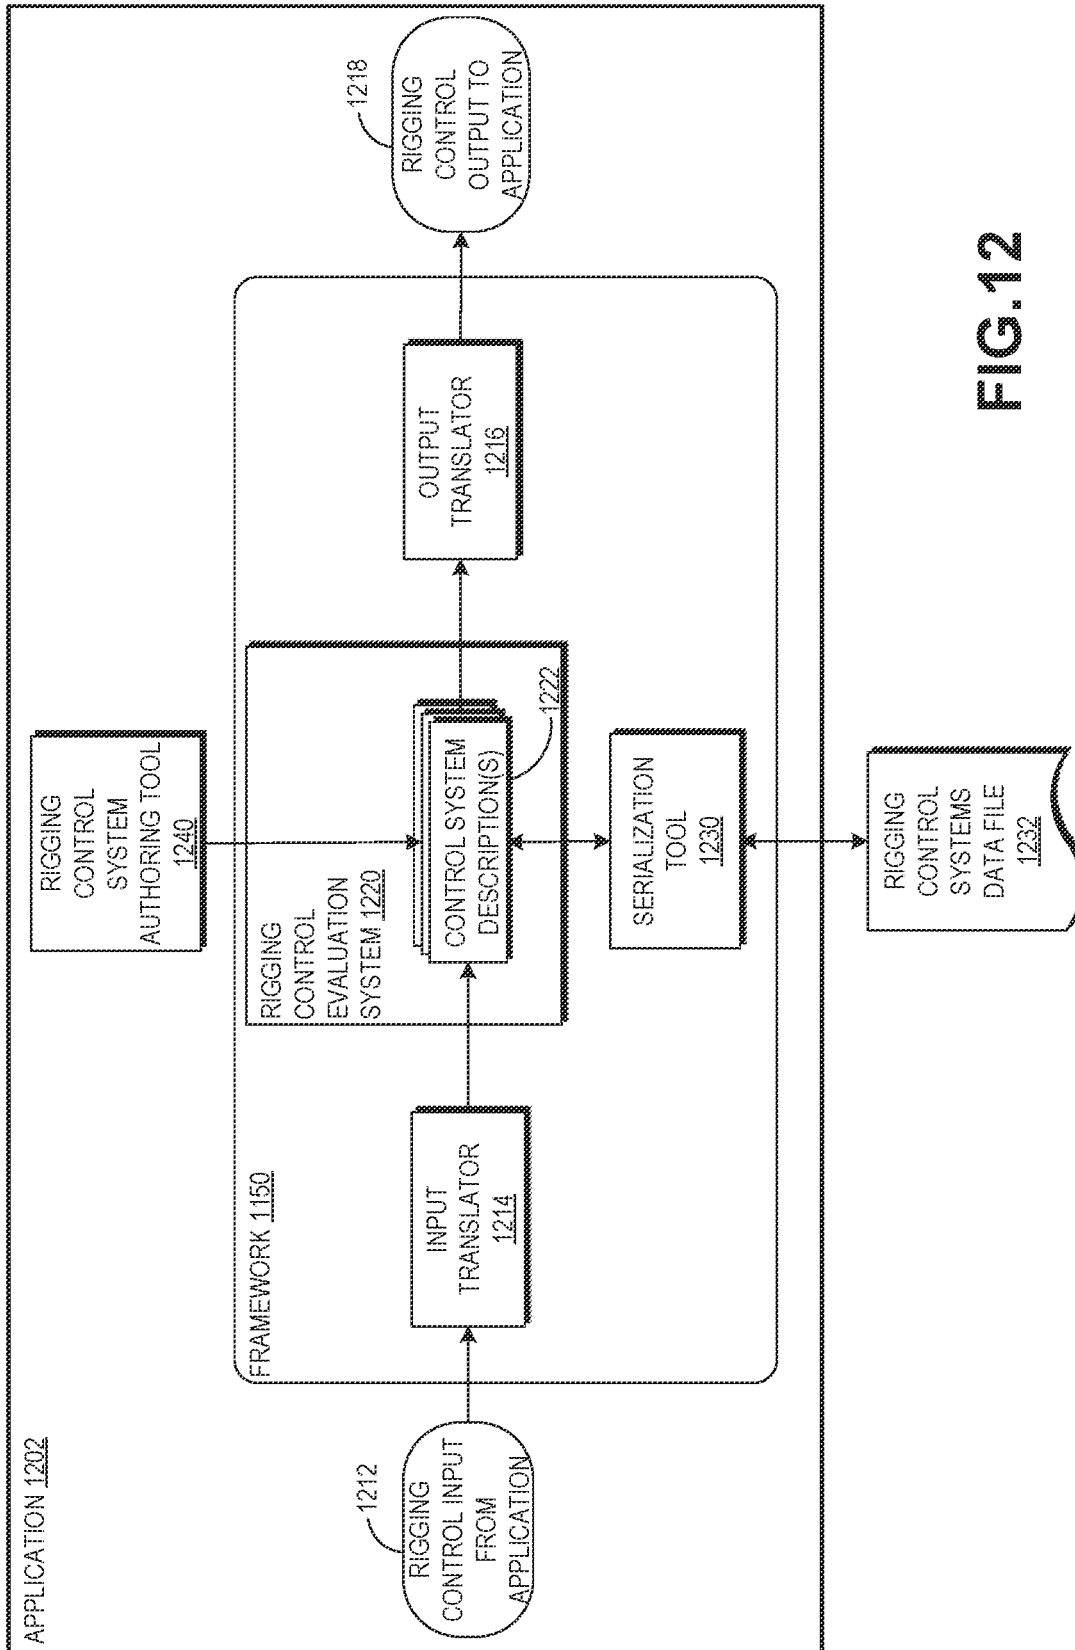 APPLICATION 1202
RIGGING
CONTROL
SYSTEM
AUTHORING TOOL
1240
FRAMEWORK 1150
RIGGING
CONTROL
EVALUATION
SYSTEM 1220
1212
RIGGING
CONTROL INPUT
FROM
APPLICATION
INPUT
TRANSLATOR
1214
CONTROL SYSTEM
DESCRIPTION(S)
1222
OUTPUT
TRANSLATOR
1216
1218
RIGGING
CONTROL
OUTPUT TO
APPLICATION
SERIALIZATION
TOOL
1230
RIGGING
CONTROL
SYSTEMS
DATA FILE
1232
FIG.12